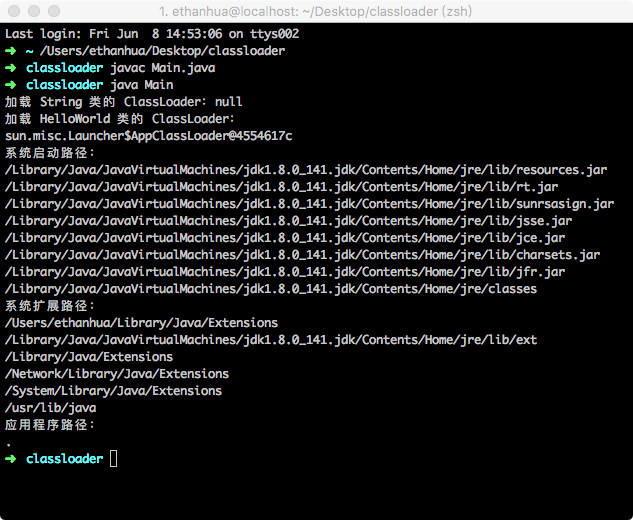 1. ethanhua@localhost: ~/Desktop/classloader (zsh)
Last login: Fri Jun  8 14:53:06 on ttys002
➜  ~ /Users/ethanhua/Desktop/classloader
➜  classloader javac Main.java
➜  classloader java Main
加载 String 类的 ClassLoader: null
加载 HelloWorld 类的 ClassLoader:
sun.misc.Launcher$AppClassLoader@4554617c
系统启动路径:
/Library/Java/JavaVirtualMachines/jdk1.8.0_141.jdk/Contents/Home/jre/lib/resources.jar
/Library/Java/JavaVirtualMachines/jdk1.8.0_141.jdk/Contents/Home/jre/lib/rt.jar
/Library/Java/JavaVirtualMachines/jdk1.8.0_141.jdk/Contents/Home/jre/lib/sunrsasign.jar
/Library/Java/JavaVirtualMachines/jdk1.8.0_141.jdk/Contents/Home/jre/lib/jsse.jar
/Library/Java/JavaVirtualMachines/jdk1.8.0_141.jdk/Contents/Home/jre/lib/jce.jar
/Library/Java/JavaVirtualMachines/jdk1.8.0_141.jdk/Contents/Home/jre/lib/charsets.jar
/Library/Java/JavaVirtualMachines/jdk1.8.0_141.jdk/Contents/Home/jre/lib/jfr.jar
/Library/Java/JavaVirtualMachines/jdk1.8.0_141.jdk/Contents/Home/jre/classes
系统扩展路径:
/Users/ethanhua/Library/Java/Extensions
/Library/Java/JavaVirtualMachines/jdk1.8.0_141.jdk/Contents/Home/jre/lib/ext
/Library/Java/Extensions
/Network/Library/Java/Extensions
/System/Library/Java/Extensions
/usr/lib/java
应用程序路径:
.
➜  classloader